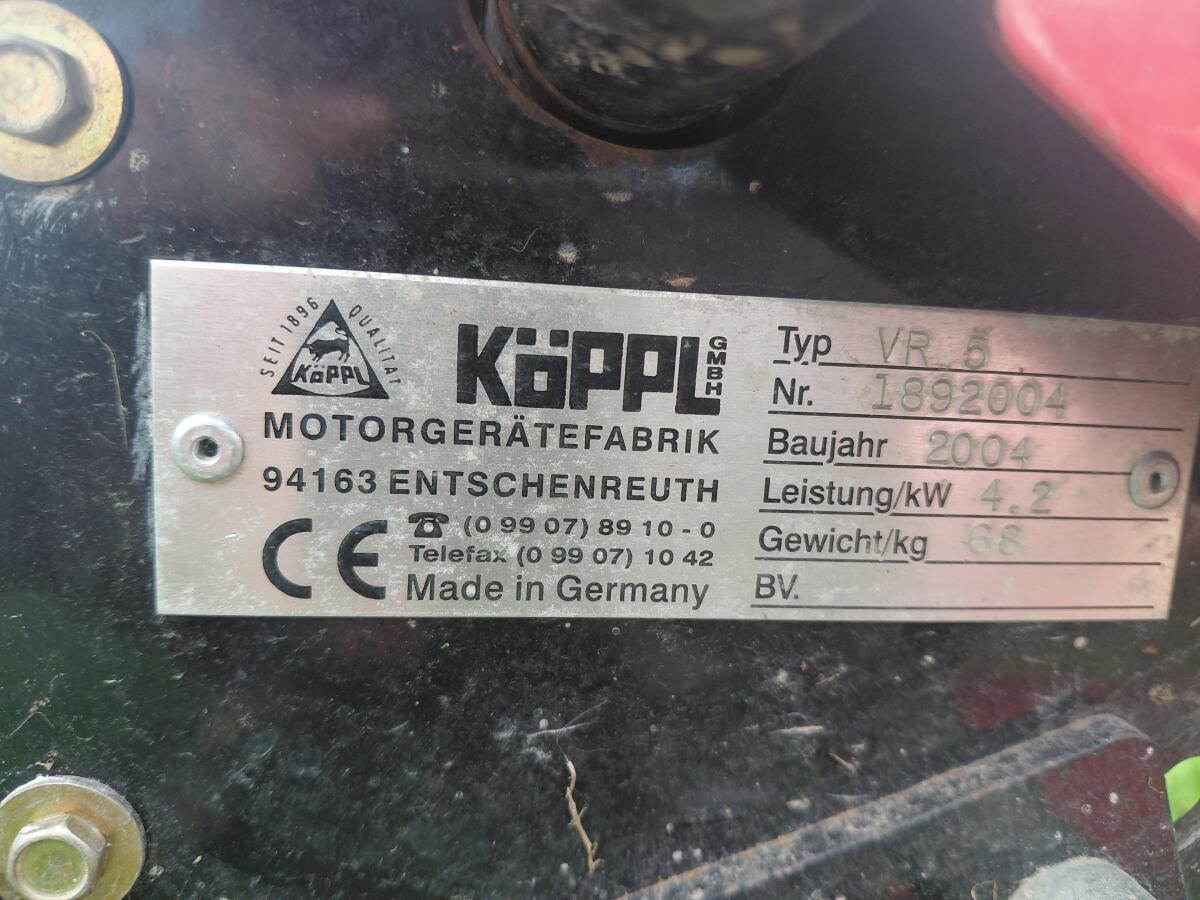 SEIT 1896 QUALITÄT
KöPPL
KöPPL GMBH
MOTORGERÄTEFABRIK
94163 ENTSCHENREUTH
☎ (0 99 07) 89 10 - 0
Telefax (0 99 07) 10 42
CE Made in Germany
Typ VR 5
Nr. 1892004
Baujahr 2004
Leistung/kW 4.2
Gewicht/kg 68
BV.